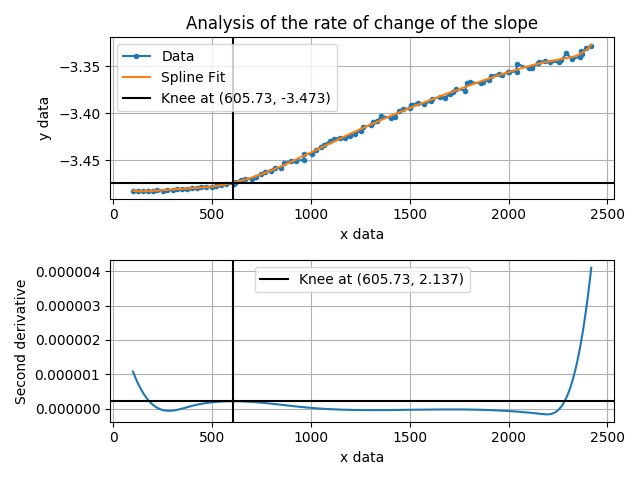 Analysis of the rate of change of the slope
Data
Spline Fit
Knee at (605.73, -3.473)
y data
−3.35
−3.40
−3.45
0
500
1000
1500
2000
2500
x data
Knee at (605.73, 2.137)
Second derivative
0.000004
0.000003
0.000002
0.000001
0.000000
0
500
1000
1500
2000
2500
x data